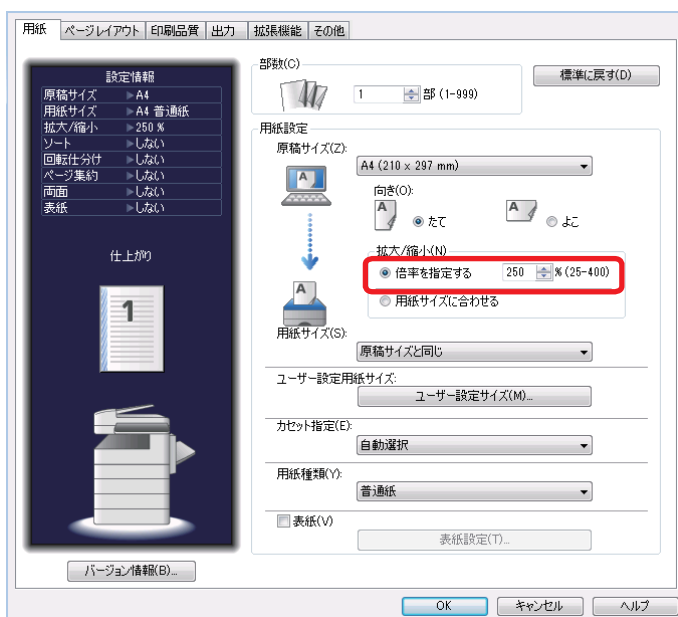 用紙 ページレイアウト 印刷品質 出力 拡張機能 その他
設定情報
原稿サイズ ▶A4
用紙サイズ ▶A4 普通紙
拡大/縮小 ▶250 %
ソート ▶しない
回転仕分け ▶しない
ページ集約 ▶しない
両面 ▶しない
表紙 ▶しない
仕上がり
1
バージョン情報(B)...
部数(C)
1 部 (1-999)
標準に戻す(D)
用紙設定
原稿サイズ(Z):
A4 (210 x 297 mm)
A
向き(O):
A たて A よこ
拡大/縮小(N)
倍率を指定する 250 % (25-400)
用紙サイズに合わせる
A
用紙サイズ(S):
原稿サイズと同じ
ユーザー設定用紙サイズ:
ユーザー設定サイズ(M)...
カセット指定(E):
自動選択
用紙種類(Y):
普通紙
表紙(V)
表紙設定(T)...
OK キャンセル ヘルプ